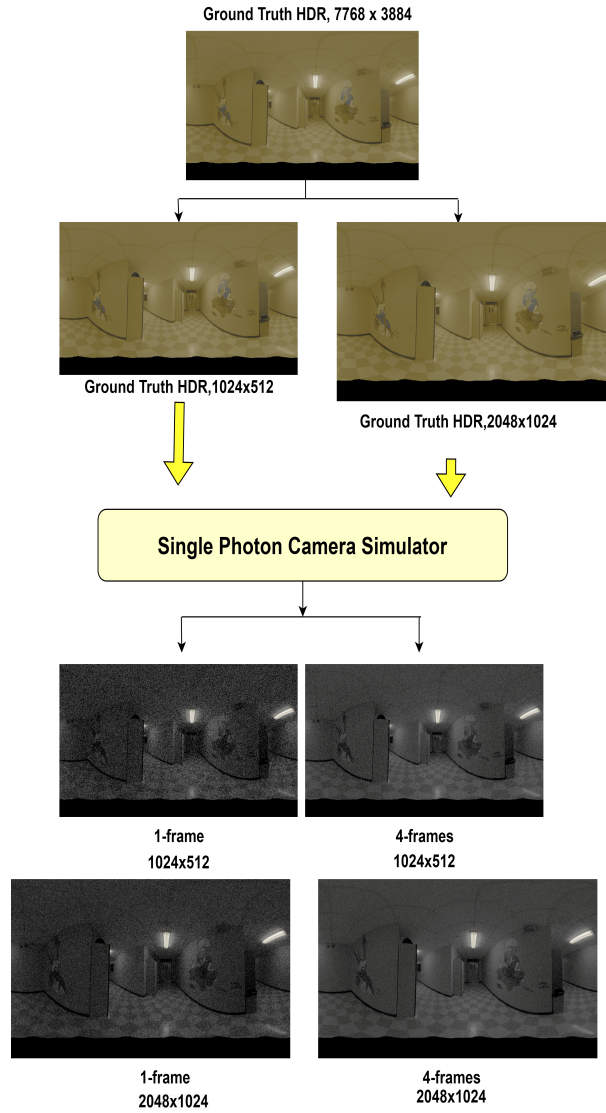 Ground Truth HDR, 7768 x 3884
Ground Truth HDR,1024x512
Ground Truth HDR,2048x1024
Single Photon Camera Simulator
1-frame
1024x512
4-frames
1024x512
1-frame
2048x1024
4-frames
2048x1024